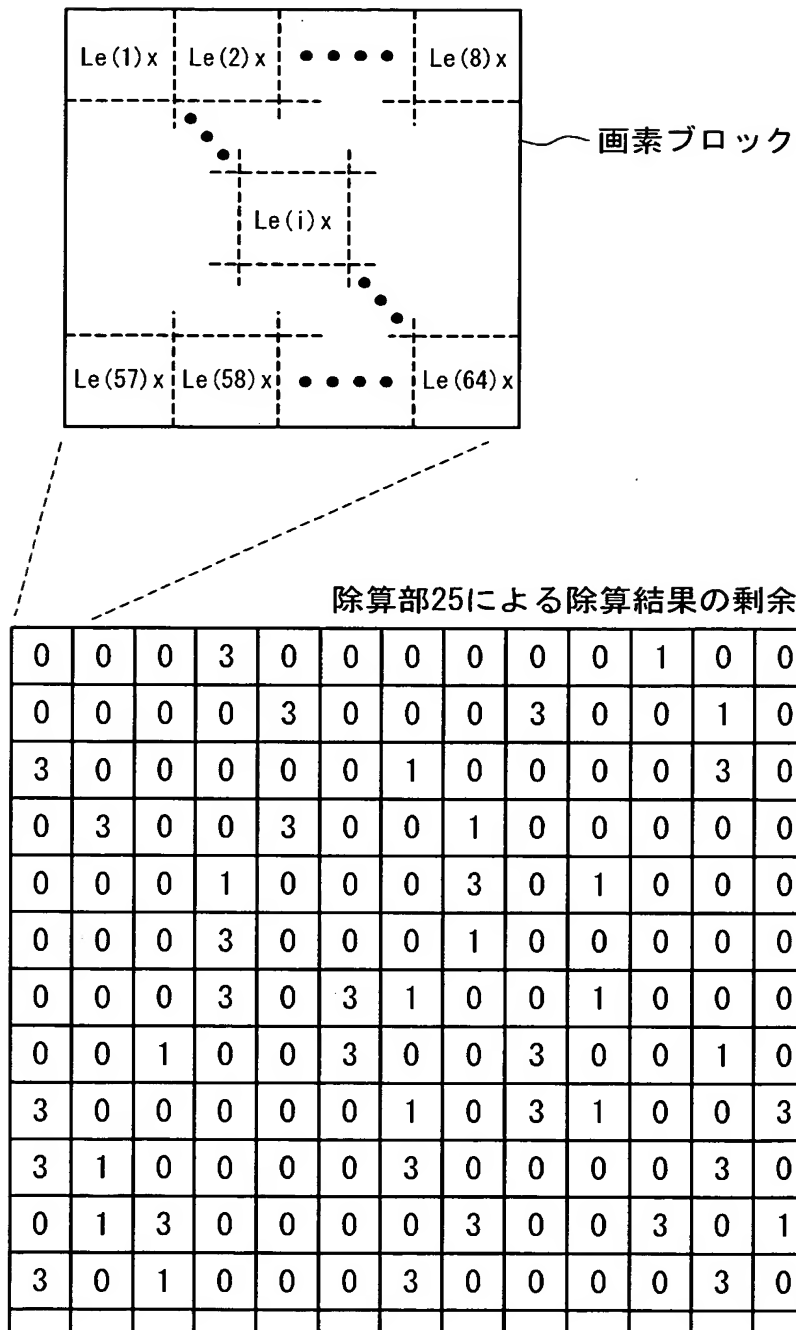 Le(1)x Le(2)x ●●●● Le(8)x
画素ブロック
Le(i)x
Le(57)x Le(58)x ●●●● Le(64)x
除算部25による除算結果の剰余
0 0 0 3 0 0 0 0 0 0 1 0 0
0 0 0 0 3 0 0 0 3 0 0 1 0
3 0 0 0 0 0 1 0 0 0 0 3 0
0 3 0 0 3 0 0 1 0 0 0 0 0
0 0 0 1 0 0 0 3 0 1 0 0 0
0 0 0 3 0 0 0 1 0 0 0 0 0
0 0 0 3 0 3 1 0 0 1 0 0 0
0 0 1 0 0 3 0 0 3 0 0 1 0
3 0 0 0 0 0 1 0 3 1 0 0 3
3 1 0 0 0 0 3 0 0 0 0 3 0
0 1 3 0 0 0 0 3 0 0 3 0 1
3 0 1 0 0 0 3 0 0 0 0 3 0